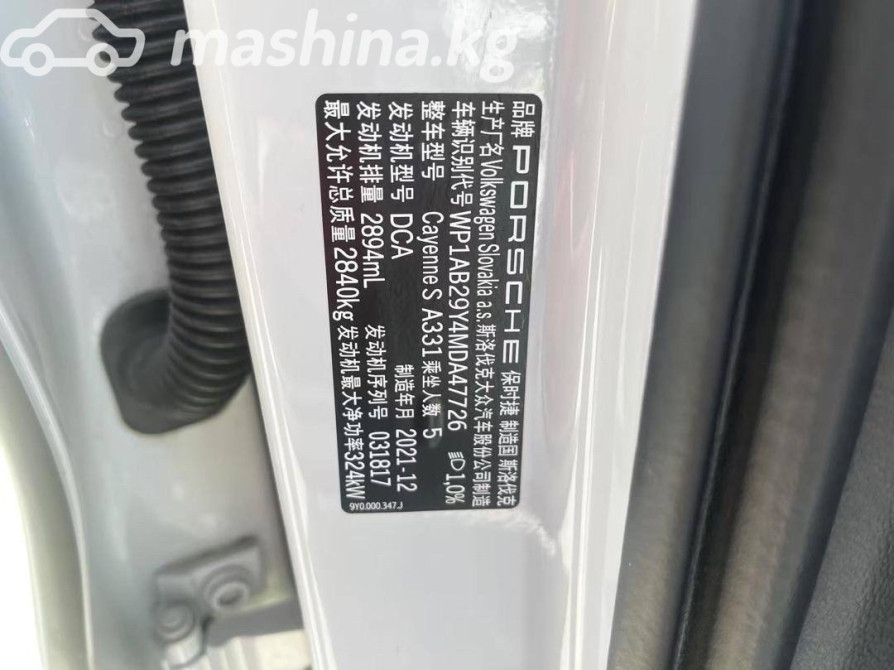 mashina.kg
品牌 PORSCHE 保时捷 制造国 斯洛伐克
生产厂名 Volkswagen Slovakia a.s. 斯洛伐克大众汽车股份公司制造
车辆识别代号 WP1AB29Y4MDA47726 1,0%
整车型号 Cayenne S A331 乘坐人数 5
发动机型号 DCA 制造年月 2021-12
发动机排量 2894mL 发动机序列号 031817
最大允许总质量 2840kg 发动机最大净功率 324kW
9Y0.000.347.J